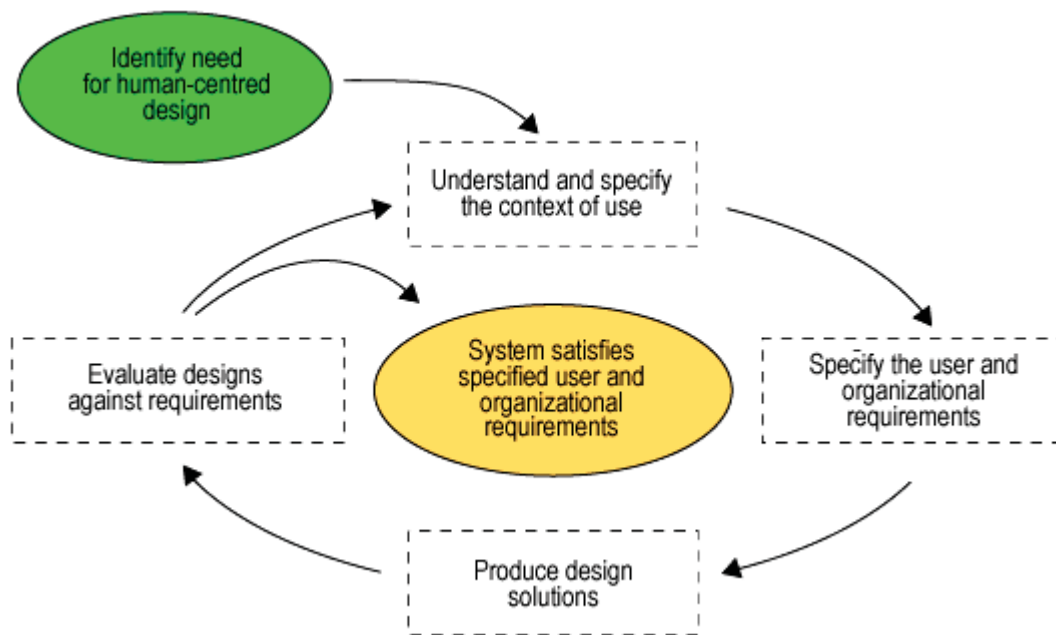 Identify need
for human-centred
design
Understand and specify
the context of use
Specify the user and
organizational
requirements
Produce design
solutions
Evaluate designs
against requirements
System satisfies
specified user and
organizational
requirements